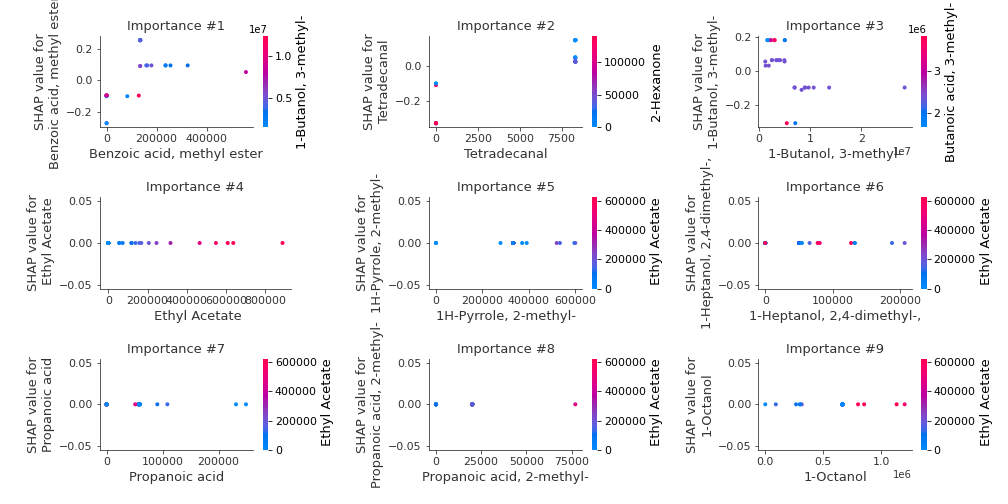 Importance #1
SHAP value for
Benzoic acid, methyl ester
0.2
0.0
−0.2
0
200000
400000
Benzoic acid, methyl ester
1e7
1.0
0.5
1-Butanol, 3-methyl-
Importance #2
SHAP value for
Tetradecanal
0.0
−0.2
0
2500
5000
7500
Tetradecanal
100000
50000
0
2-Hexanone
Importance #3
SHAP value for
1-Butanol, 3-methyl-
0.2
0.0
−0.2
0
1
2
1e7
1-Butanol, 3-methyl-
1e6
3
2
Butanoic acid, 3-methyl-
Importance #4
SHAP value for
Ethyl Acetate
0.05
0.00
−0.05
0
200000
400000
600000
800000
Ethyl Acetate
Importance #5
SHAP value for
1H-Pyrrole, 2-methyl-
0.05
0.00
−0.05
0
200000
400000
600000
1H-Pyrrole, 2-methyl-
600000
400000
200000
0
Ethyl Acetate
Importance #6
SHAP value for
1-Heptanol, 2,4-dimethyl-,
0.05
0.00
−0.05
0
100000
200000
1-Heptanol, 2,4-dimethyl-,
600000
400000
200000
0
Ethyl Acetate
Importance #7
SHAP value for
Propanoic acid
0.05
0.00
−0.05
0
100000
200000
Propanoic acid
600000
400000
200000
0
Ethyl Acetate
Importance #8
SHAP value for
Propanoic acid, 2-methyl-
0.05
0.00
−0.05
0
25000
50000
75000
Propanoic acid, 2-methyl-
600000
400000
200000
0
Ethyl Acetate
Importance #9
SHAP value for
1-Octanol
0.05
0.00
−0.05
0.0
0.5
1.0
1e6
1-Octanol
600000
400000
200000
0
Ethyl Acetate